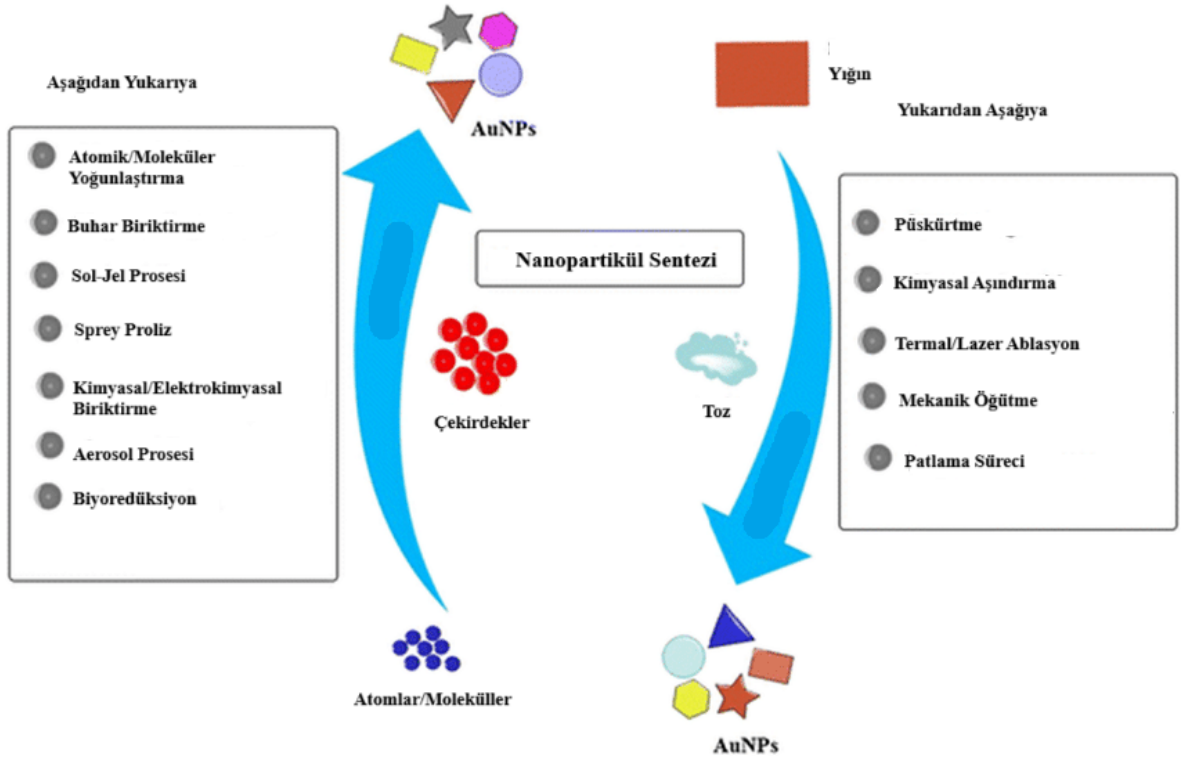 Aşağıdan Yukarıya
Atomik/Moleküler
Yoğunlaştırma
Buhar Biriktirme
Sol-Jel Prosesi
Sprey Proliz
Kimyasal/Elektrokimyasal
Biriktirme
Aerosol Prosesi
Biyoredüksiyon
AuNPs
Nanopartikül Sentezi
Çekirdekler
Toz
Atomlar/Moleküller
AuNPs
Yığın
Yukarıdan Aşağıya
Püskürtme
Kimyasal Aşındırma
Termal/Lazer Ablasyon
Mekanik Öğütme
Patlama Süreci